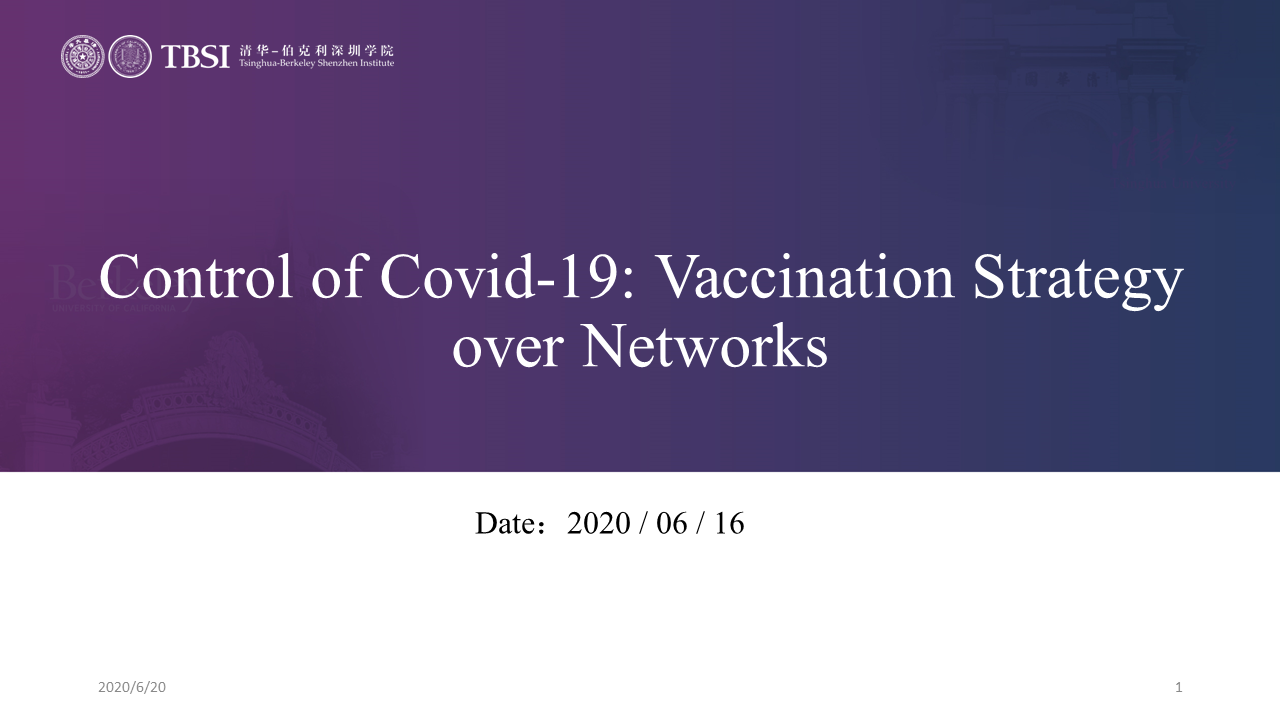 TBSI 清华-伯克利深圳学院
Tsinghua-Berkeley Shenzhen Institute
Control of Covid-19: Vaccination Strategy
over Networks
Date：2020 / 06 / 16
2020/6/20
1